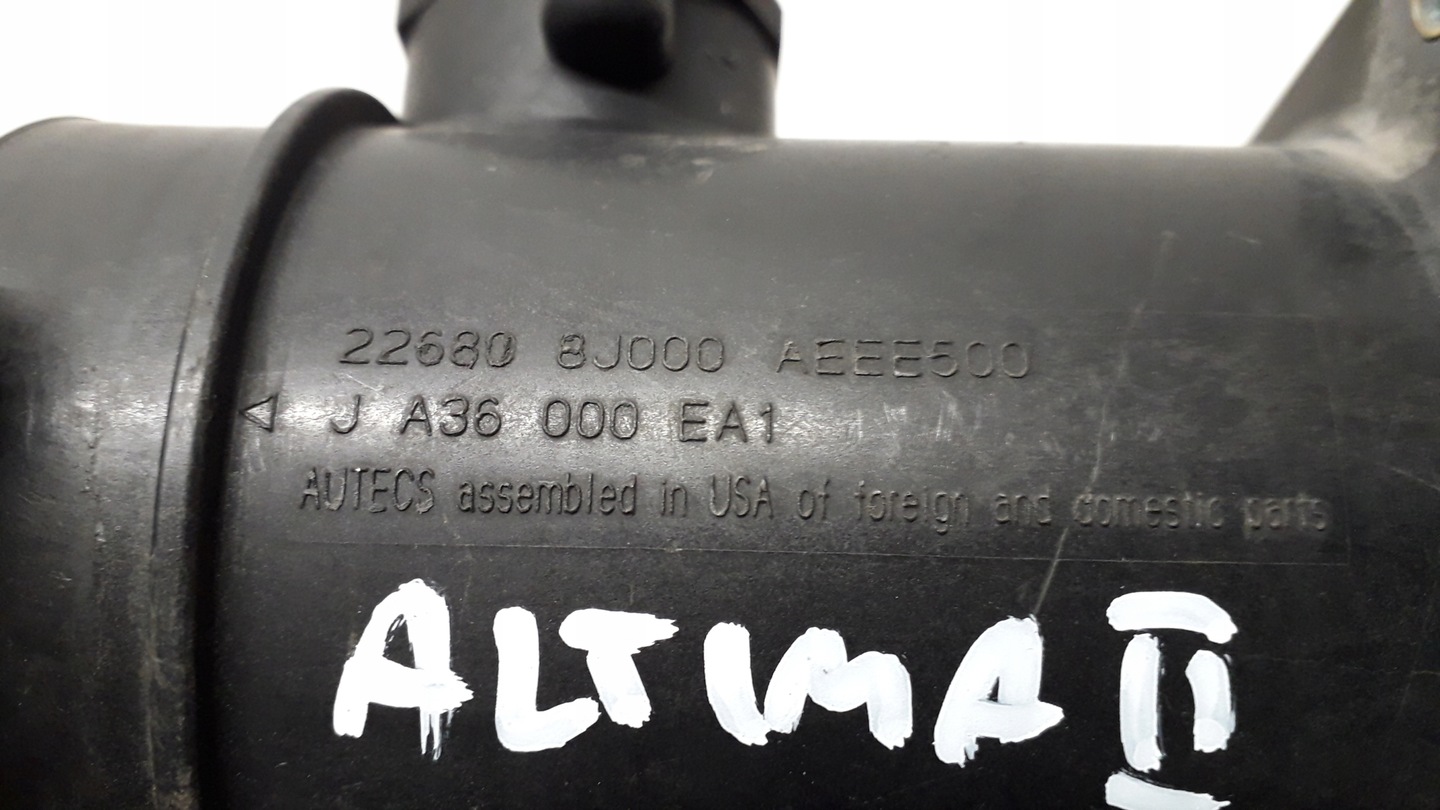 22680 8J000 AEEE500
J A36 000 EA1
AUTECS assembled in USA of foreign and domestic parts
ALTIMA II